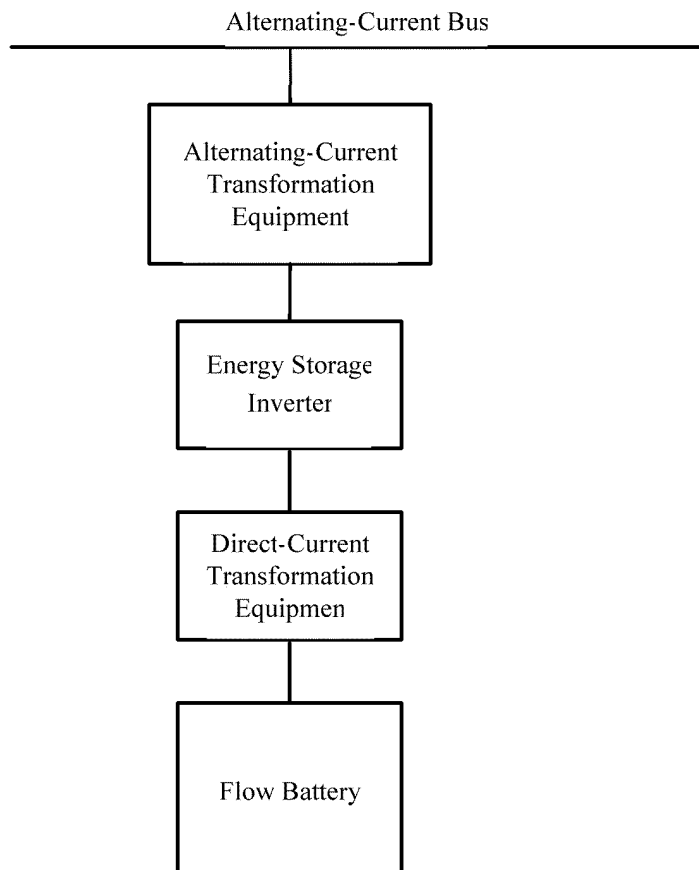 Alternating-Current Bus
Alternating-Current
Transformation
Equipment
Energy Storage
Inverter
Direct-Current
Transformation
Equipmen
Flow Battery